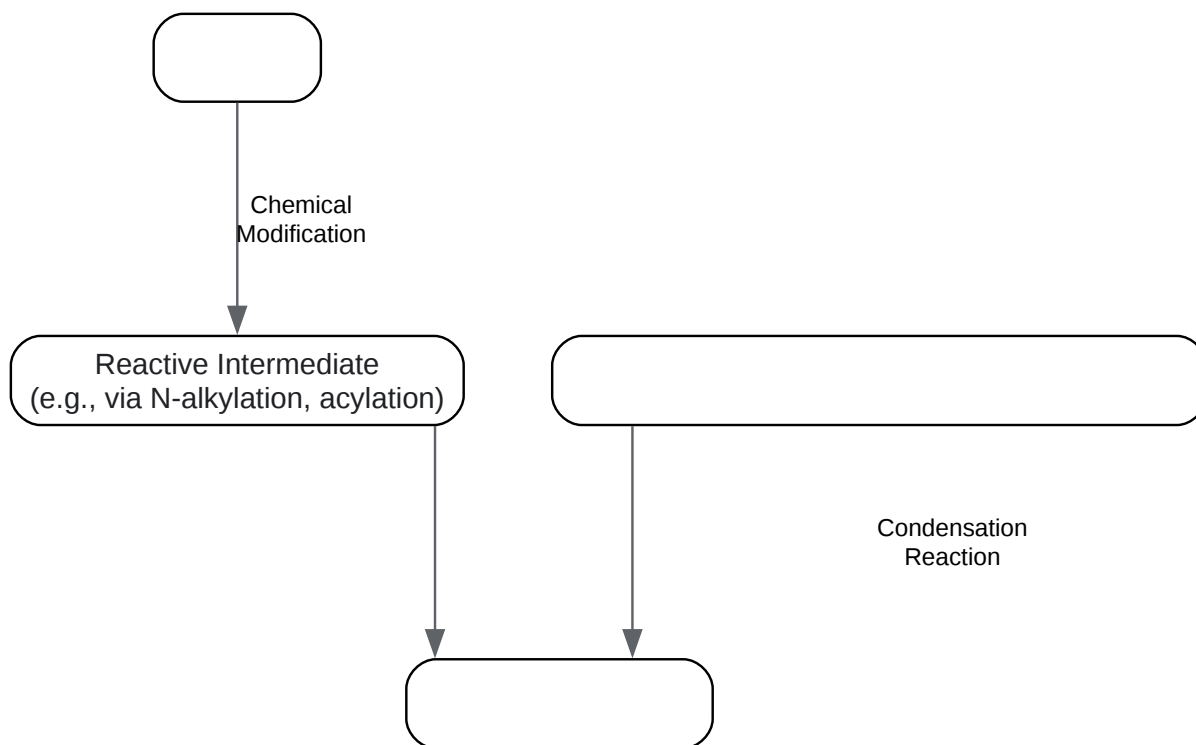 Chemical
Modification
Reactive Intermediate
(e.g., via N-alkylation, acylation)
Condensation
Reaction